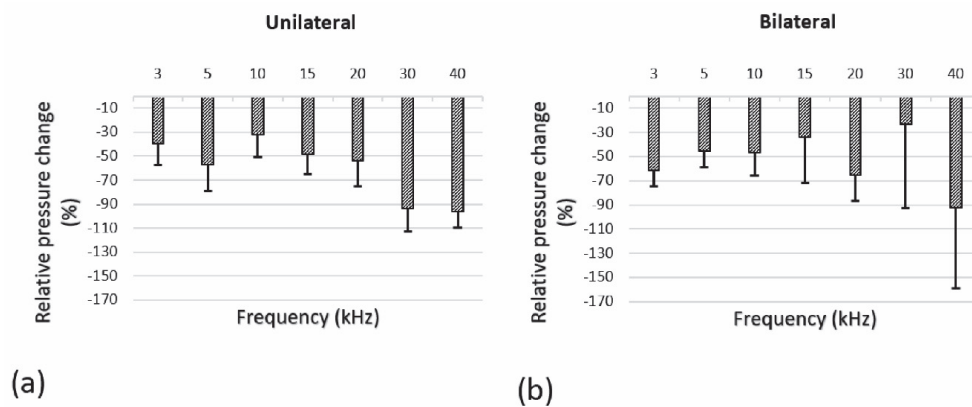 Unilateral
3 5 10 15 20 30 40
-10
-30
-50
-70
-90
-110
-130
-150
-170
Relative pressure change
(%)
Frequency (kHz)
(a)
Bilateral
3 5 10 15 20 30 40
-10
-30
-50
-70
-90
-110
-130
-150
-170
Relative pressure change
(%)
Frequency (kHz)
(b)